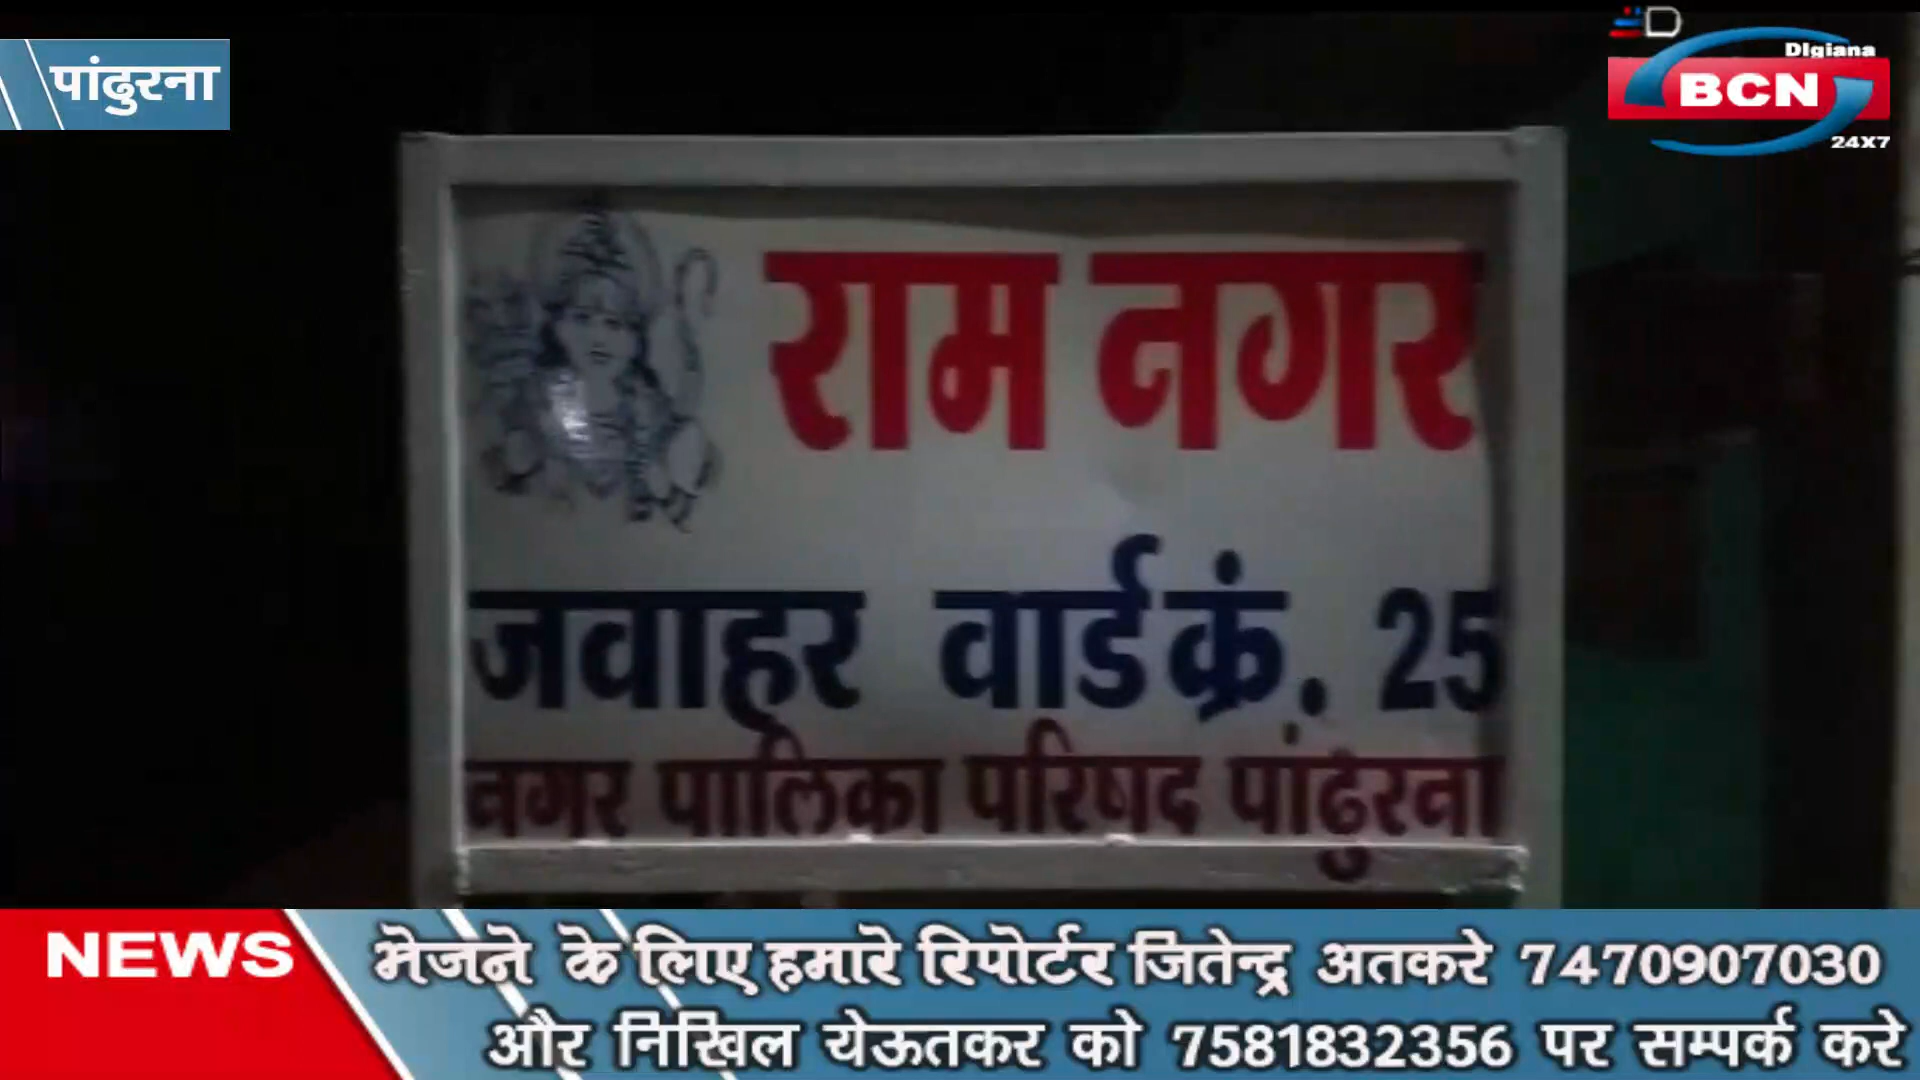 पांढुरना
Digiana
BCN
24X7
राम नगर
जवाहर वार्ड क्रं. 25
नगर पालिका परिषद पांढुरना
NEWS
भेजने के लिए हमारे रिपोर्टर जितेन्द्र अतकरे 7470907030
और निखिल येऊतकर को 7581832356 पर सम्पर्क करे